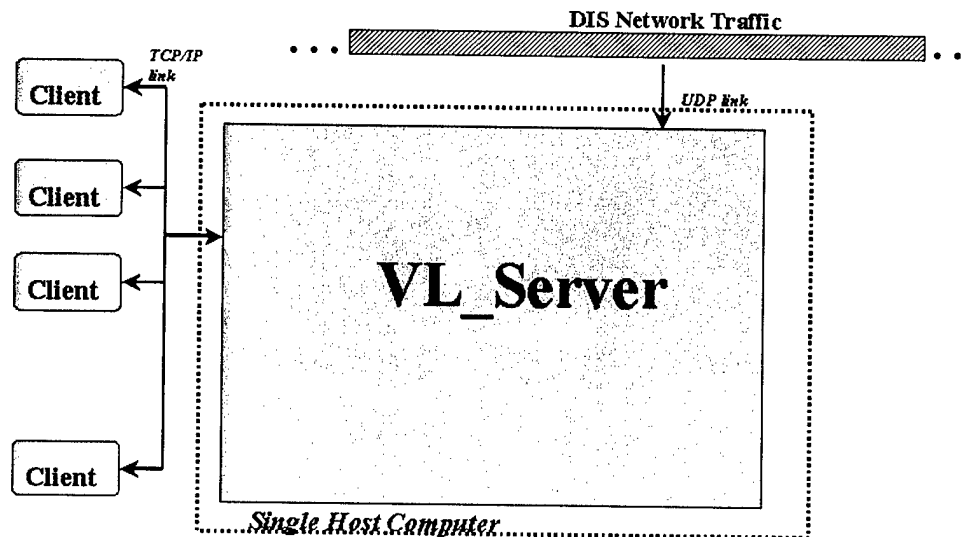 DIS Network Traffic
TCP/IP
link
UDP link
Client
Client
Client
Client
VL_Server
Single Host Computer